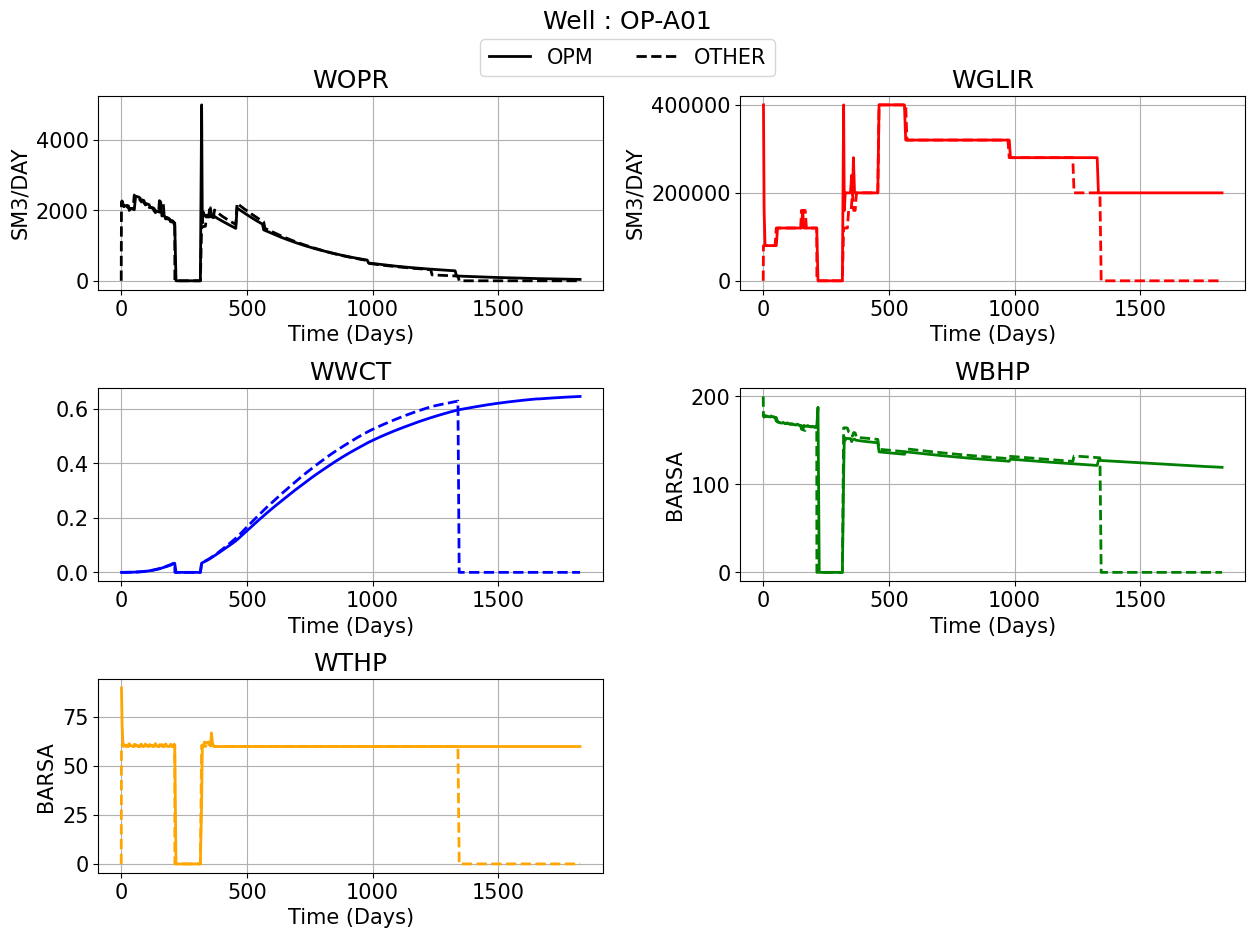 Well : OP-A01
OPM OTHER
WOPR
SM3/DAY
4000
2000
0
0 500 1000 1500
Time (Days)
WGLIR
SM3/DAY
400000
200000
0
0 500 1000 1500
Time (Days)
WWCT
0.6
0.4
0.2
0.0
0 500 1000 1500
Time (Days)
WBHP
BARSA
200
100
0
0 500 1000 1500
Time (Days)
WTHP
BARSA
75
50
25
0
0 500 1000 1500
Time (Days)